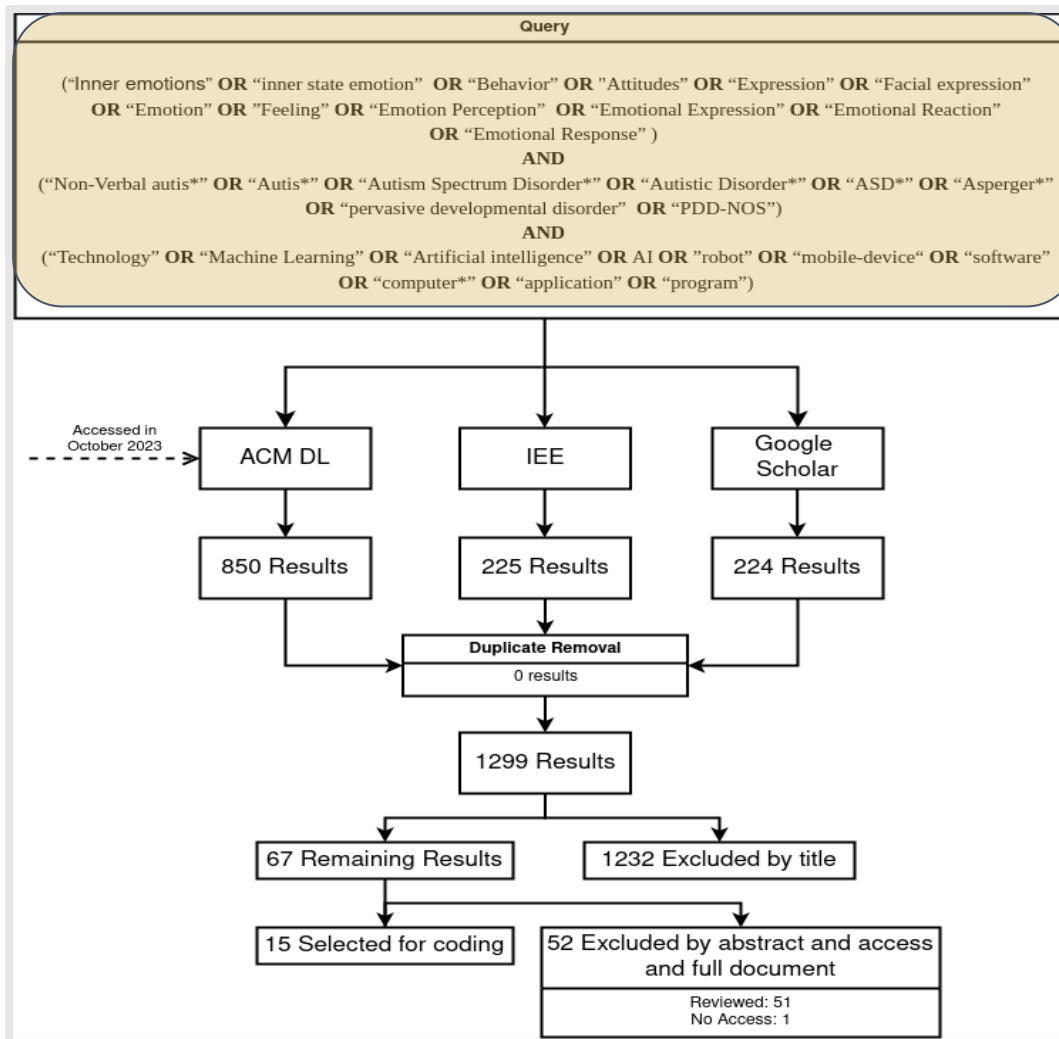 Query
(“Inner emotions” OR “inner state emotion” OR “Behavior” OR "Attitudes” OR “Expression” OR “Facial expression”
OR “Emotion” OR ”Feeling” OR “Emotion Perception” OR “Emotional Expression” OR “Emotional Reaction”
OR “Emotional Response” )
AND
(“Non-Verbal autis*” OR “Autis*” OR “Autism Spectrum Disorder*” OR “Autistic Disorder*” OR “ASD*” OR “Asperger*”
OR “pervasive developmental disorder” OR “PDD-NOS”)
AND
(“Technology” OR “Machine Learning” OR “Artificial intelligence” OR AI OR ”robot” OR “mobile-device“ OR “software”
OR “computer*” OR “application” OR “program”)
Accessed in
October 2023
ACM DL
IEE
Google
Scholar
850 Results
225 Results
224 Results
Duplicate Removal
0 results
1299 Results
67 Remaining Results
1232 Excluded by title
15 Selected for coding
52 Excluded by abstract and access
and full document
Reviewed: 51
No Access: 1